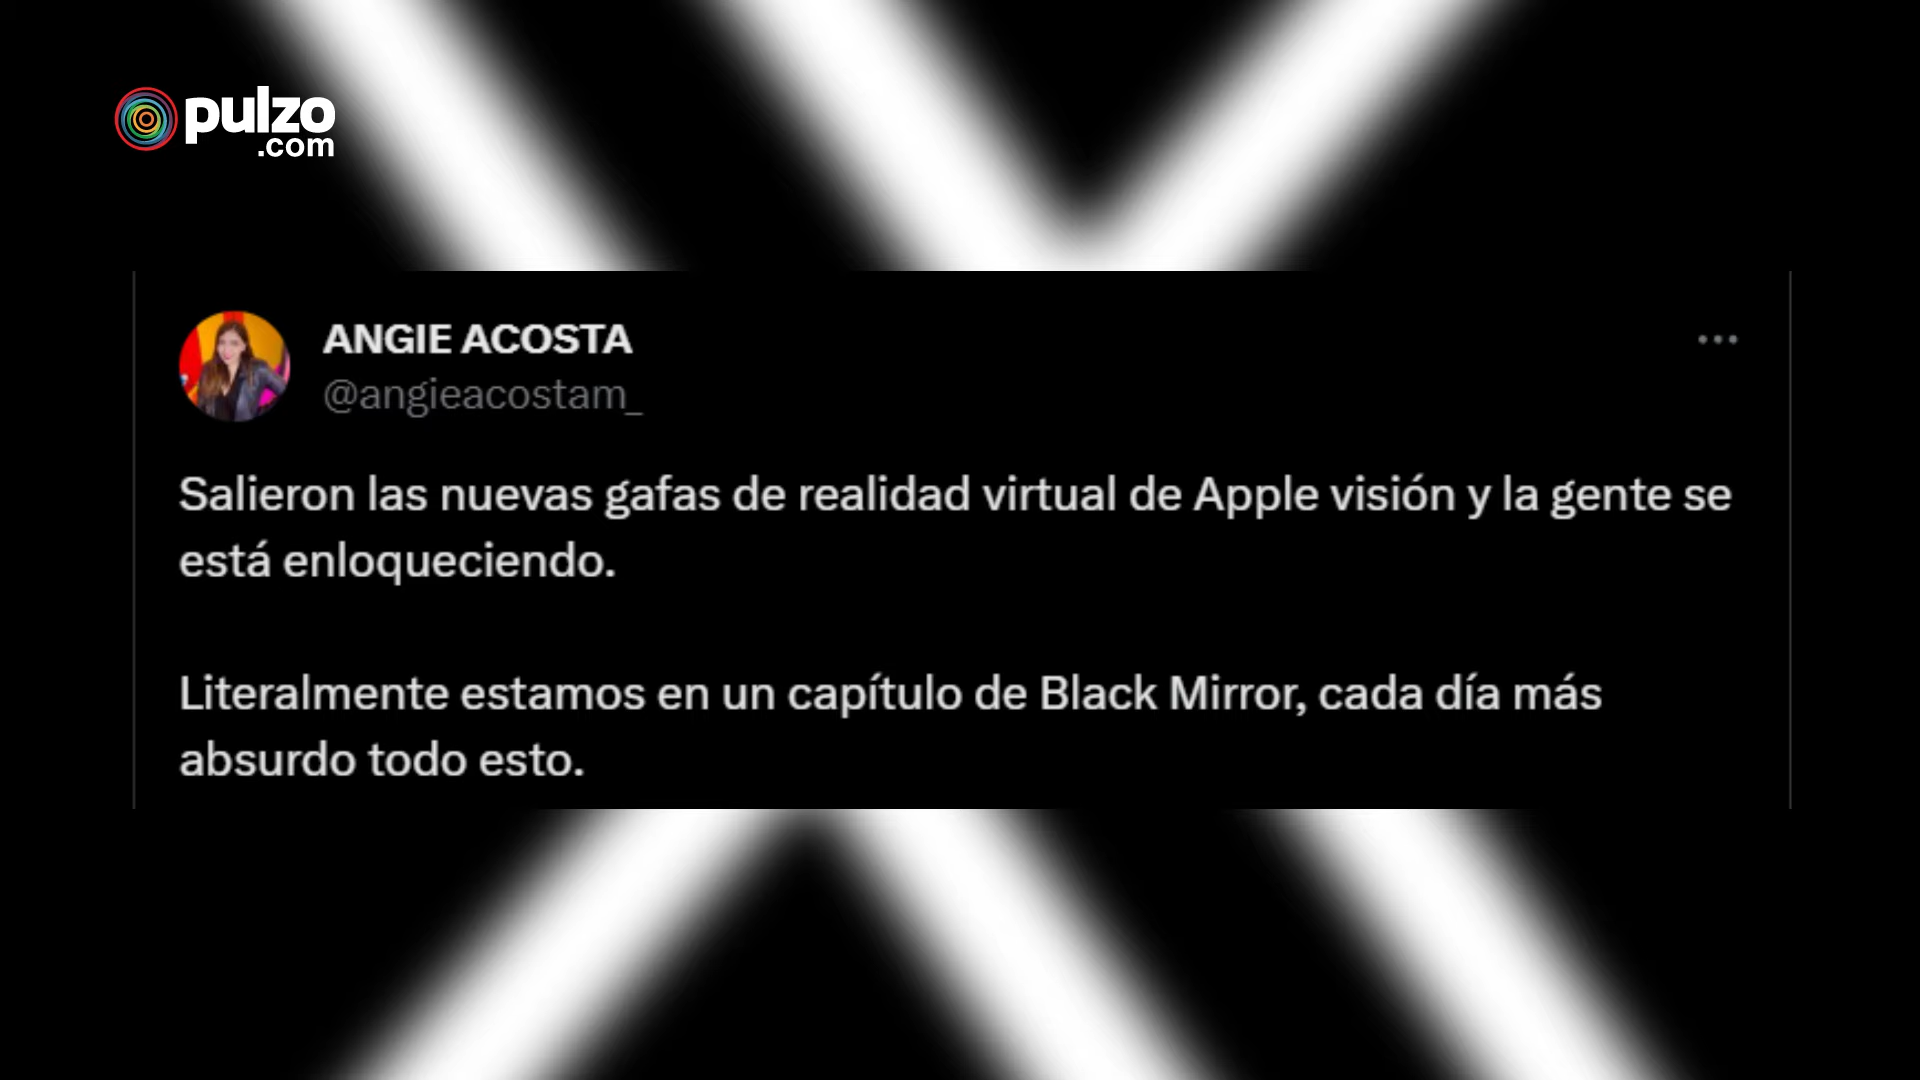 pulzo
.com
ANGIE ACOSTA
@angieacostam_
Salieron las nuevas gafas de realidad virtual de Apple visión y la gente se
está enloqueciendo.
Literalmente estamos en un capítulo de Black Mirror, cada día más
absurdo todo esto.